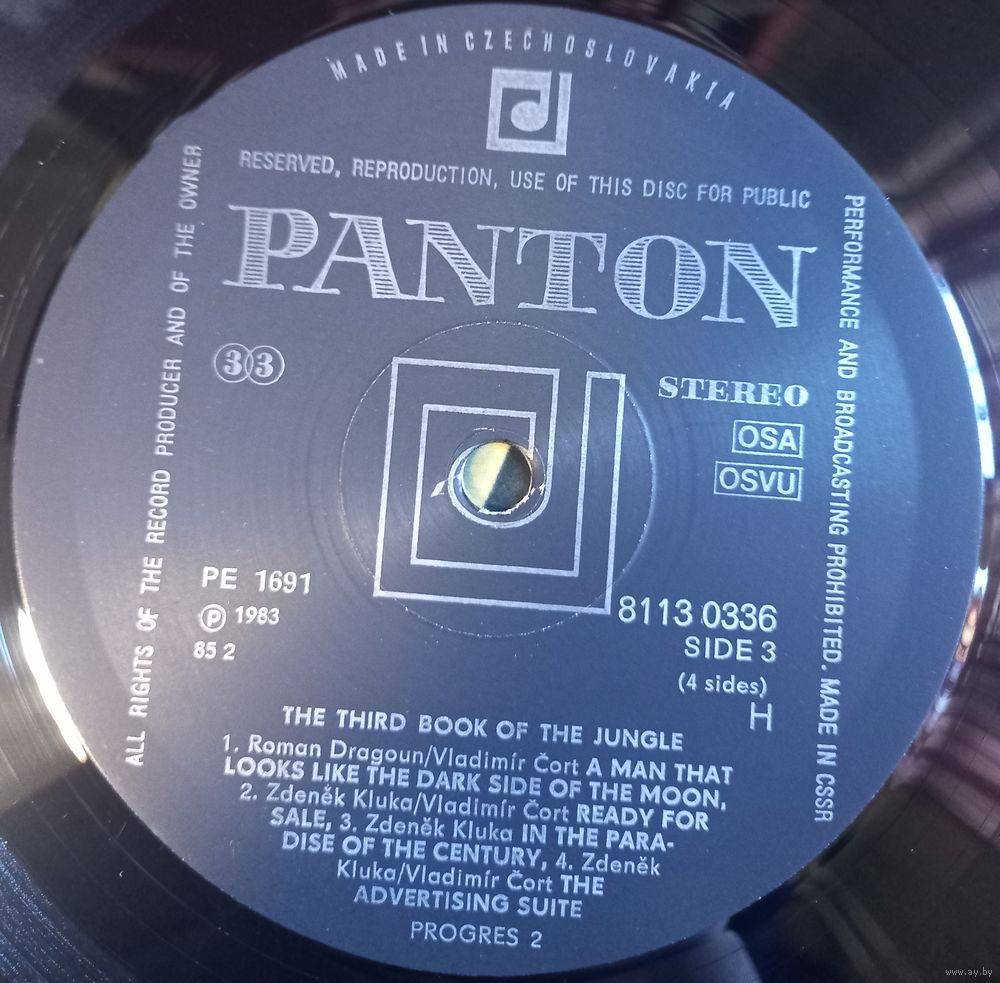 MADE IN CZECHOSLOVAKIA
RESERVED, REPRODUCTION, USE OF THIS DISC FOR PUBLIC
PERFORMANCE AND BROADCASTING PROHIBITED. MADE IN CSSR
ALL RIGHTS OF THE RECORD PRODUCER AND OF THE OWNER
PANTON
33
STEREO
OSA
OSVU
PE 1691
℗ 1983
85 2
8113 0336
SIDE 3
(4 sides)
H
THE THIRD BOOK OF THE JUNGLE
1. Roman Dragoun/Vladimír Čort A MAN THAT
LOOKS LIKE THE DARK SIDE OF THE MOON,
2. Zdeněk Kluka/Vladimír Čort READY FOR
SALE, 3. Zdeněk Kluka IN THE PARA-
DISE OF THE CENTURY, 4. Zdeněk
Kluka/Vladimír Čort THE
ADVERTISING SUITE
PROGRES 2
www.ay.by